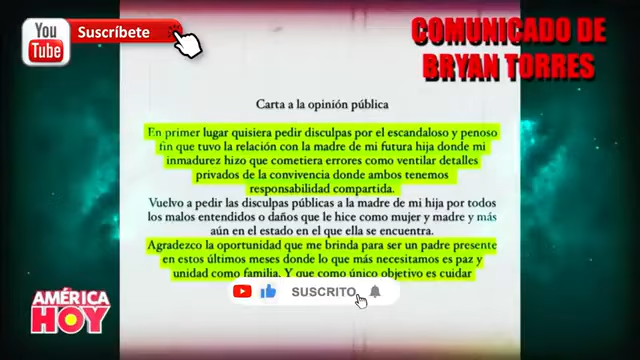 You
Tube
Suscríbete
COMUNICADO DE
BRYAN TORRES
Carta a la opinión pública
En primer lugar quisiera pedir disculpas por el escandaloso y penoso
fin que tuvo la relación con la madre de mi futura hija donde mi
inmadurez hizo que cometiera errores como ventilar detalles
privados de la convivencia donde ambos tenemos
responsabilidad compartida.
Vuelvo a pedir las disculpas públicas a la madre de mi hija por todos
los malos entendidos o daños que le hice como mujer y madre y más
aún en el estado en el que ella se encuentra.
Agradezco la oportunidad que me brinda para ser un padre presente
en estos últimos meses donde lo que más necesitamos es paz y
unidad como familia. Y que como único objetivo es cuidar
SUSCRITO
AMÉRICA
HOY